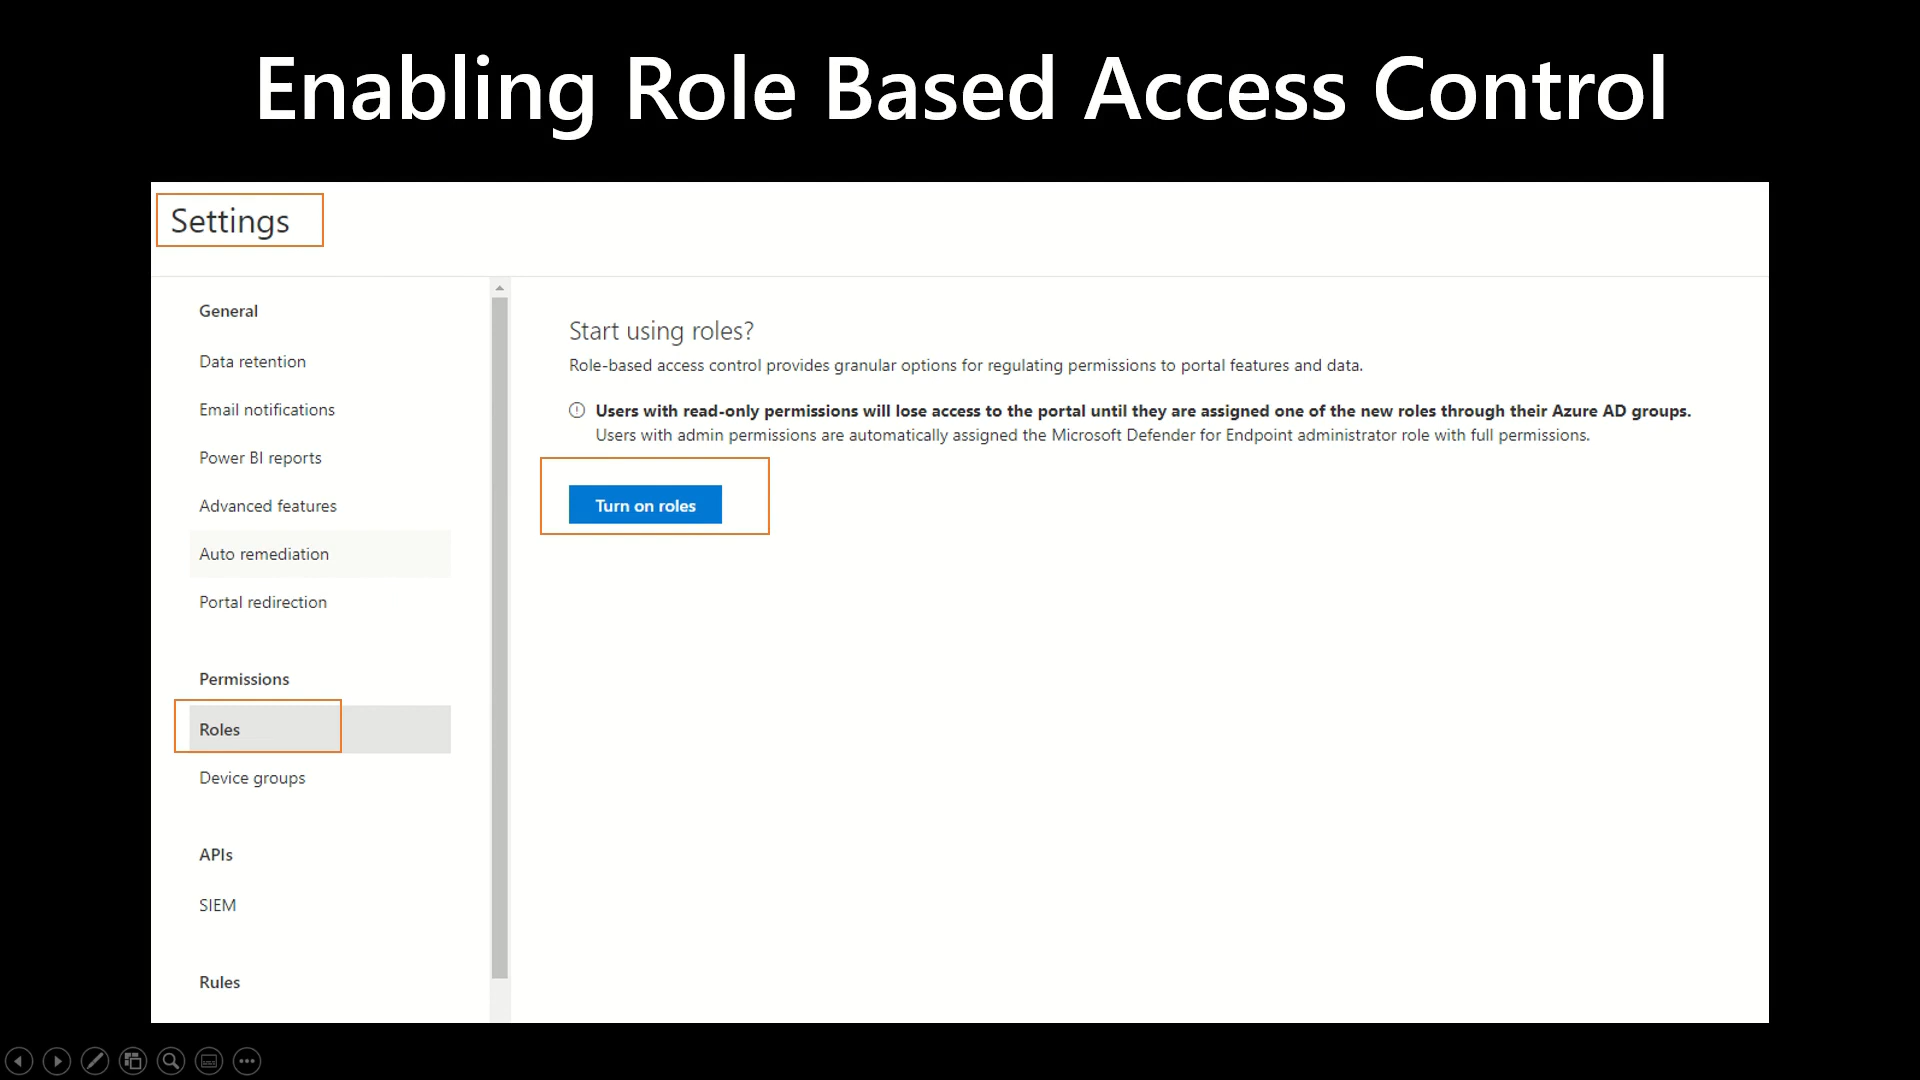 Enabling Role Based Access Control
Settings
General
Data retention
Email notifications
Power BI reports
Advanced features
Auto remediation
Portal redirection
Permissions
Roles
Device groups
APIs
SIEM
Rules
Start using roles?
Role-based access control provides granular options for regulating permissions to portal features and data.
Users with read-only permissions will lose access to the portal until they are assigned one of the new roles through their Azure AD groups.
Users with admin permissions are automatically assigned the Microsoft Defender for Endpoint administrator role with full permissions.
Turn on roles